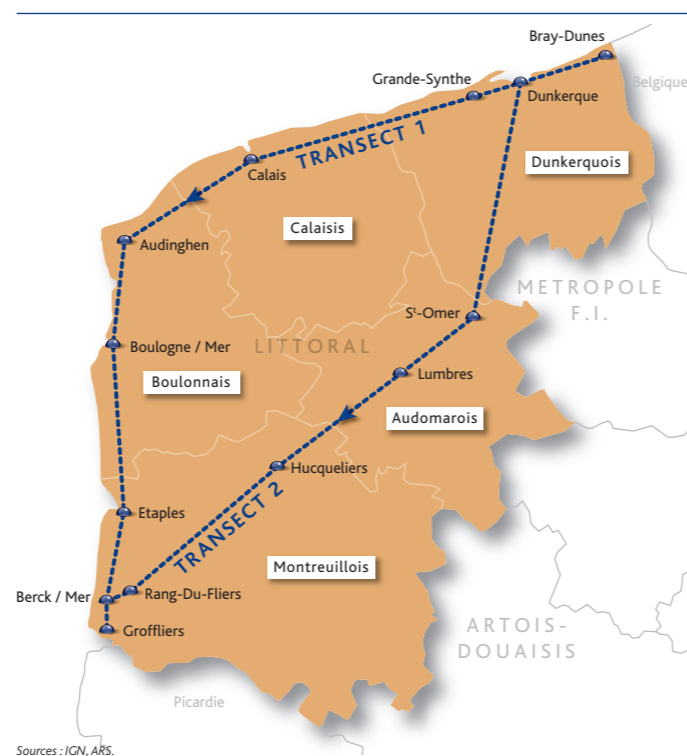 Bray-Dunes
Grande-Synthe
Belgique
Dunkerque
TRANSECT 1
Dunkerquois
Calais
Calaisis
Audinghen
METROPOLE
F.I.
St-Omer
Boulogne / Mer
LITTORAL
Lumbres
Boulonnais
Audomarois
Hucqueliers
Etaples
TRANSECT 2
Montreuillois
Berck / Mer
Rang-Du-Fliers
Groffliers
ARTOIS-
DOUAISIS
Picardie
Sources : IGN, ARS.